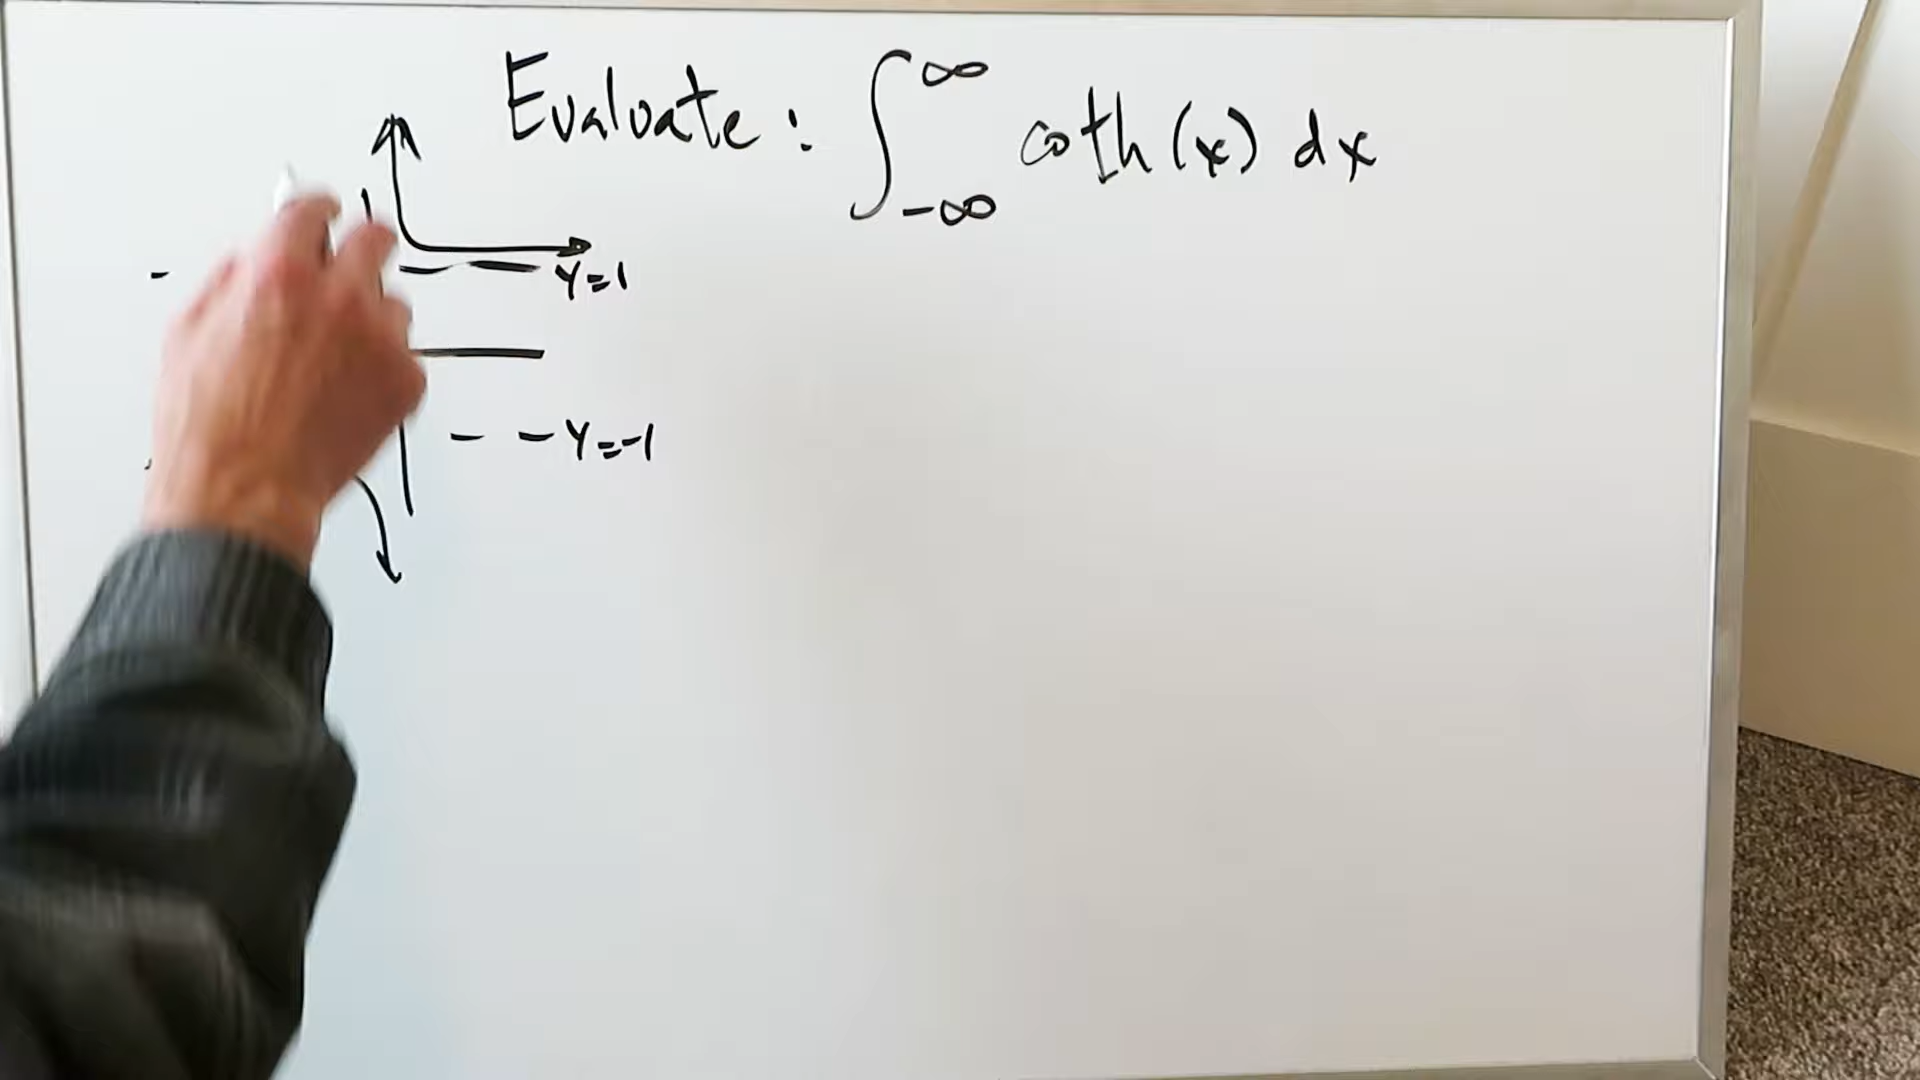 Evaluate: ∫_{-∞}^{∞} coth(x) dx
Y=1
Y=-1